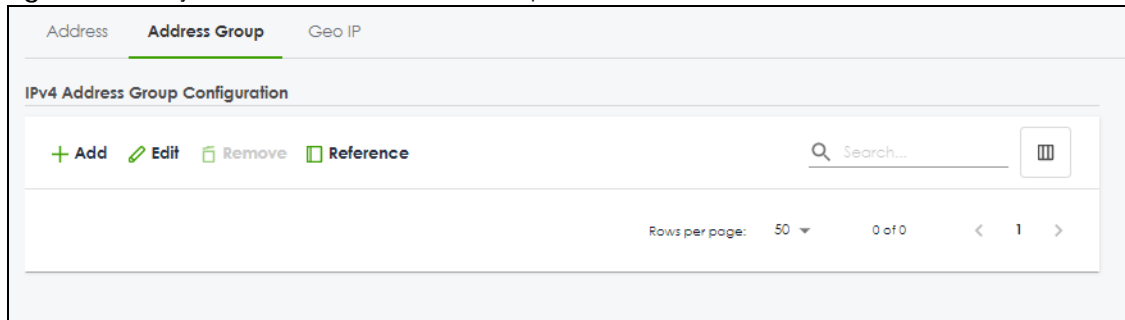 Address Address Group Geo IP
IPv4 Address Group Configuration
Add Edit Remove Reference Search...
Rows per page: 50 0 of 0 < 1 >